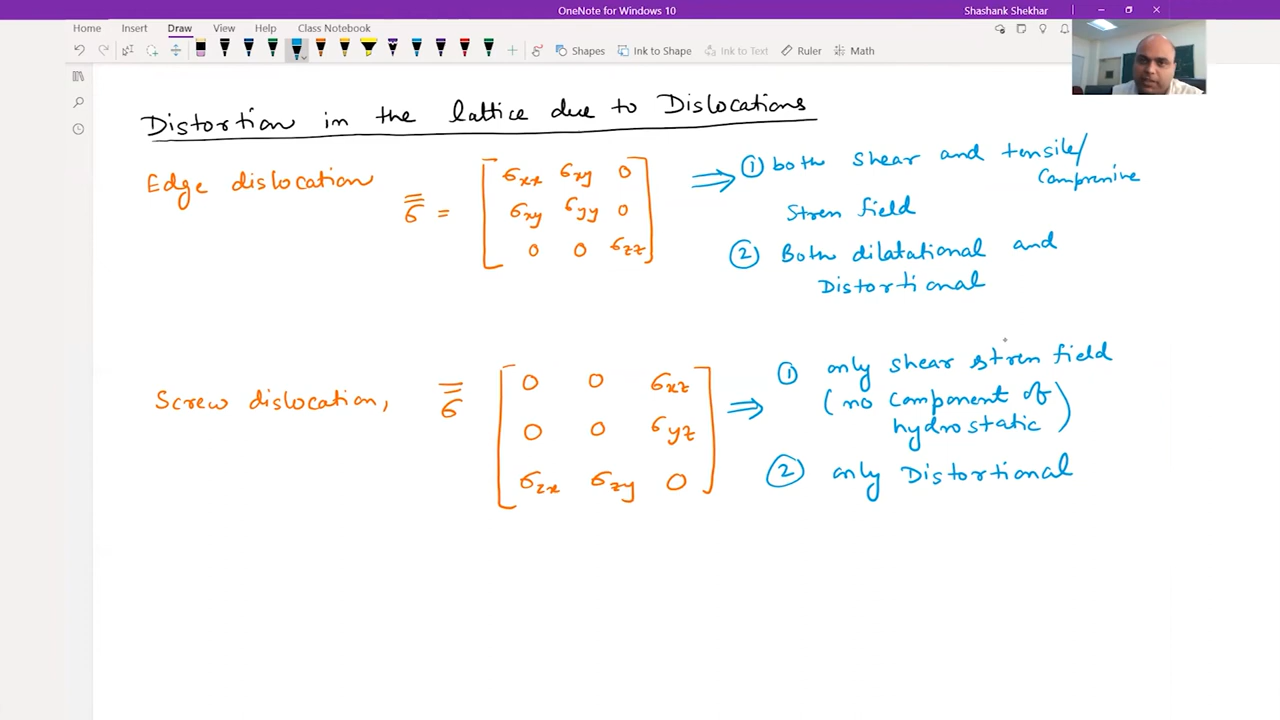 OneNote for Windows 10
Shashank Shekhar
Home Insert Draw View Help Class Notebook
Shapes Ink to Shape Ink to Text Ruler Math
Distortion in the lattice due to Dislocations
Edge dislocation
σ = [ σxx σxy 0
σxy σyy 0
0 0 σzz ]
⇒ ① both shear and tensile/
Compressive
Stress field
② Both dilatational and
Distortional
Screw dislocation,
σ [ 0 0 σxz
0 0 σyz
σzx σzy 0 ]
⇒ ① only shear stress field
(no component of
hydrostatic)
② only Distortional